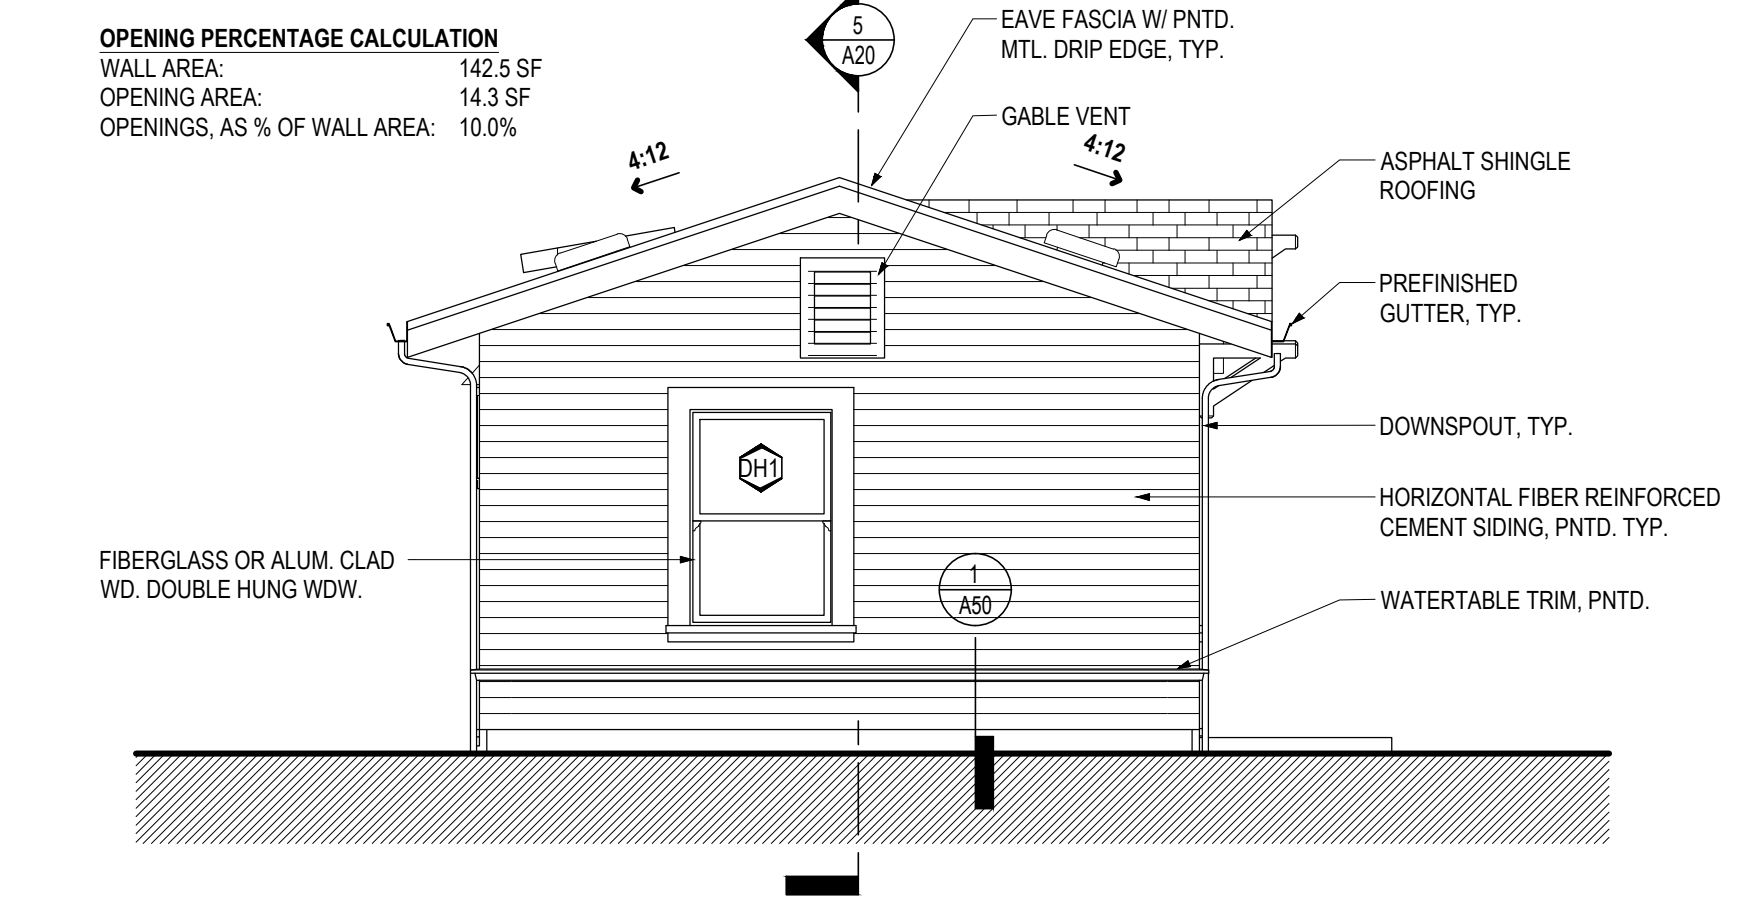 OPENING PERCENTAGE CALCULATION
WALL AREA: 142.5 SF
OPENING AREA: 14.3 SF
OPENINGS, AS % OF WALL AREA: 10.0%
5
A20
EAVE FASCIA W/ PNTD.
MTL. DRIP EDGE, TYP.
GABLE VENT
4:12
4:12
ASPHALT SHINGLE
ROOFING
PREFINISHED
GUTTER, TYP.
DOWNSPOUT, TYP.
DH1
HORIZONTAL FIBER REINFORCED
CEMENT SIDING, PNTD. TYP.
FIBERGLASS OR ALUM. CLAD
WD. DOUBLE HUNG WDW.
1
A50
WATERTABLE TRIM, PNTD.